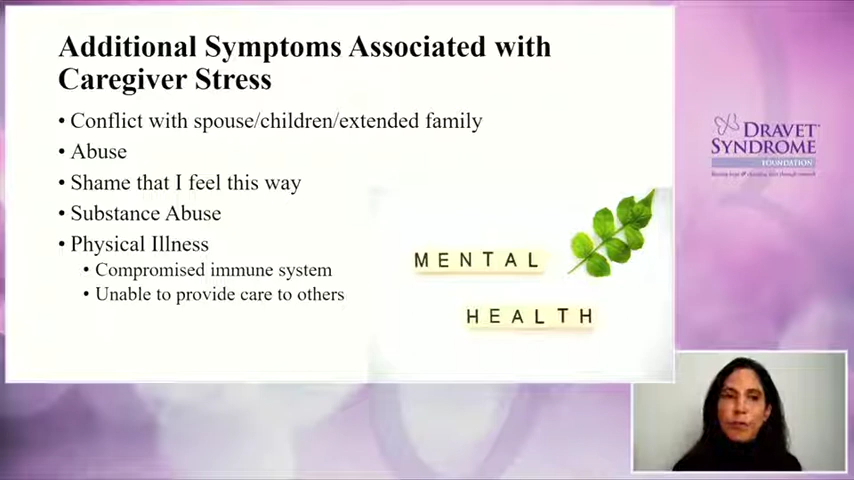 Additional Symptoms Associated with
Caregiver Stress
• Conflict with spouse/children/extended family
• Abuse
• Shame that I feel this way
• Substance Abuse
• Physical Illness
• Compromised immune system
• Unable to provide care to others
MENTAL
HEALTH
DRAVET
SYNDROME
FOUNDATION